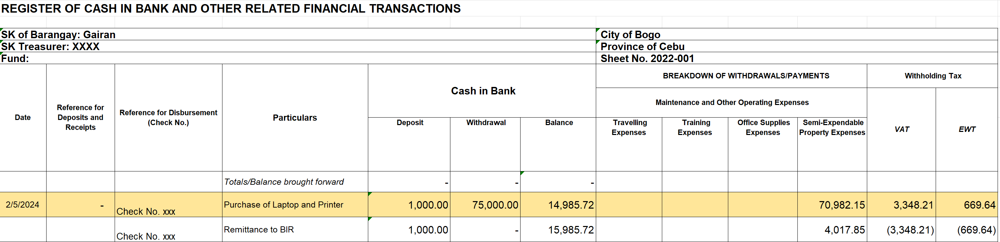 REGISTER OF CASH IN BANK AND OTHER RELATED FINANCIAL TRANSACTIONS
SK of Barangay: Gairan
City of Bogo
SK Treasurer: XXXX
Province of Cebu
Fund:
Sheet No. 2022-001
Date
Reference for
Deposits and
Receipts
Reference for Disbursement
(Check No.)
Particulars
Cash in Bank
BREAKDOWN OF WITHDRAWALS/PAYMENTS
Withholding Tax
Maintenance and Other Operating Expenses
Deposit
Withdrawal
Balance
Travelling
Expenses
Training
Expenses
Office Supplies
Expenses
Semi-Expendable
Property Expenses
VAT
EWT
Totals/Balance brought forward - - -
2/5/2024 - Check No. xxx Purchase of Laptop and Printer 1,000.00 75,000.00 14,985.72 70,982.15 3,348.21 669.64
Check No. xxx Remittance to BIR 1,000.00 - 15,985.72 4,017.85 (3,348.21) (669.64)